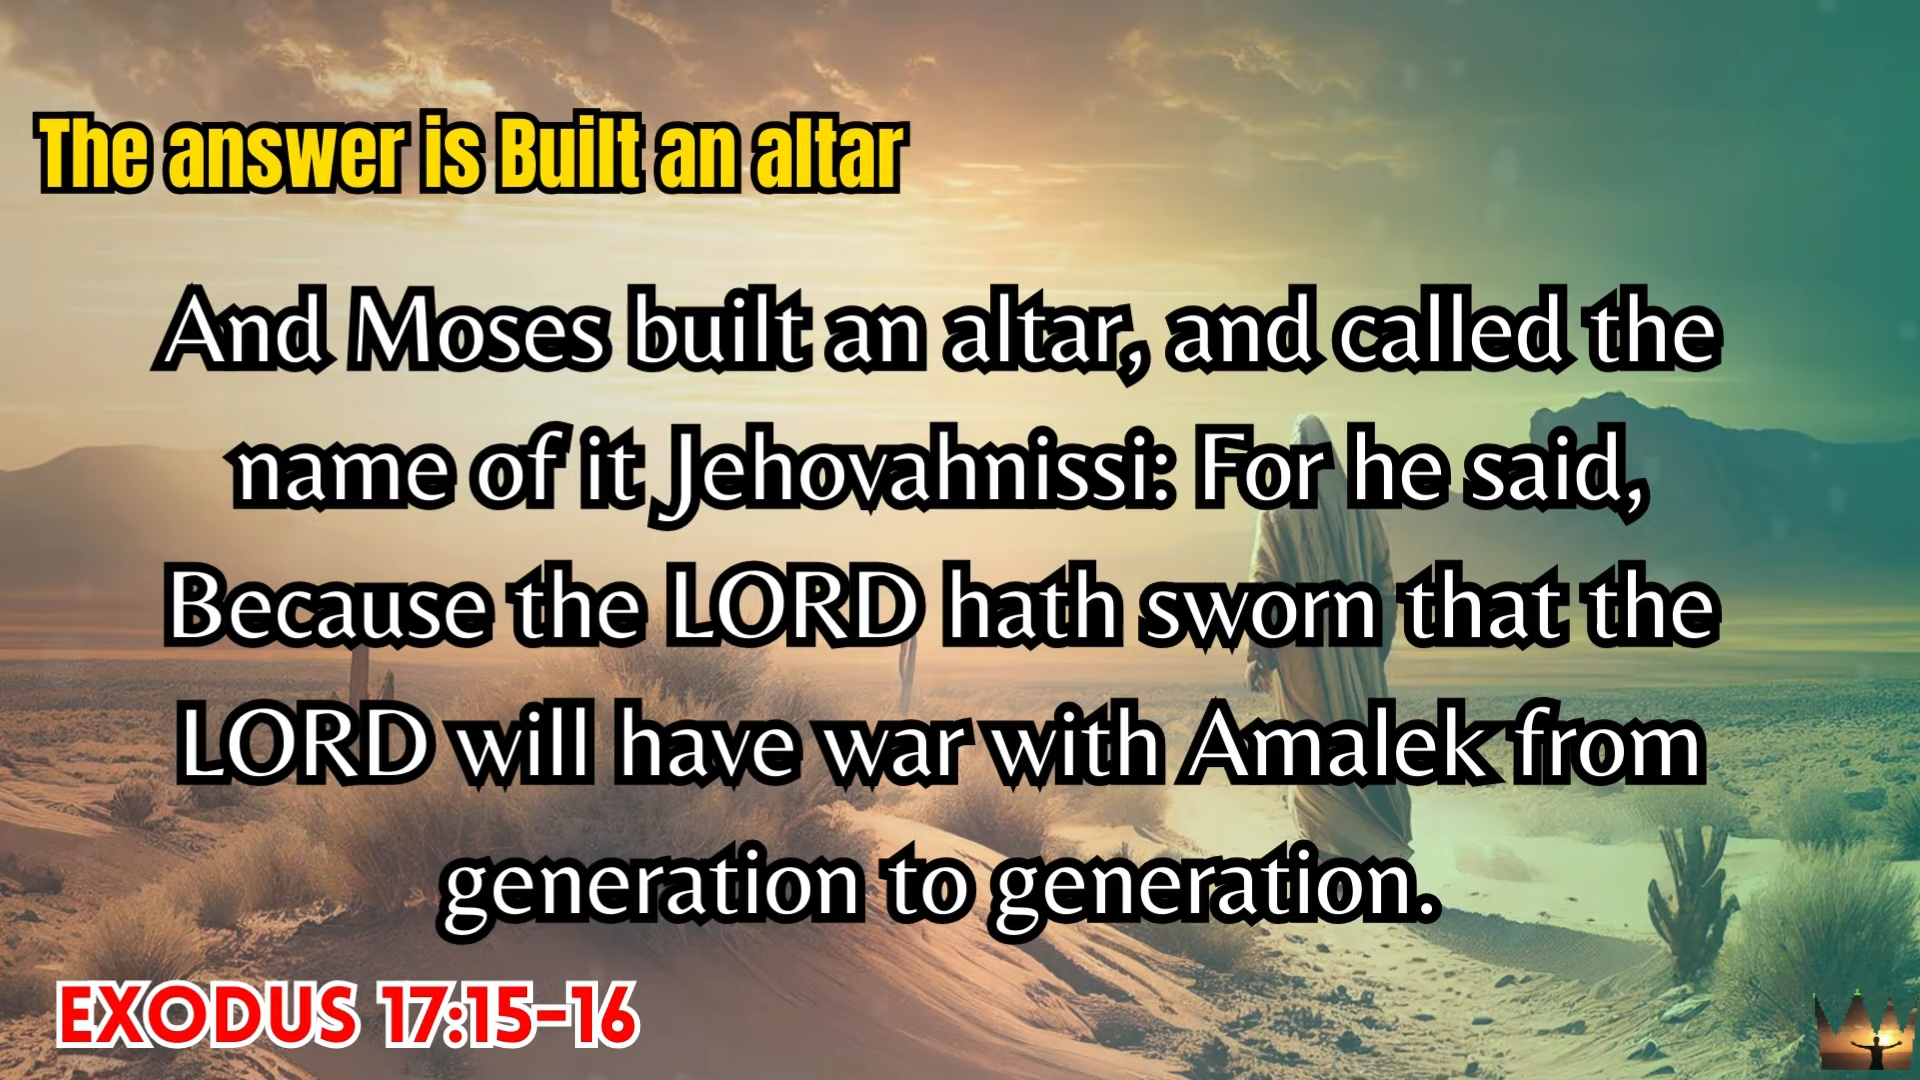 The answer is Built an altar
And Moses built an altar, and called the
name of it Jehovahnissi: For he said,
Because the LORD hath sworn that the
LORD will have war with Amalek from
generation to generation.
EXODUS 17:15-16